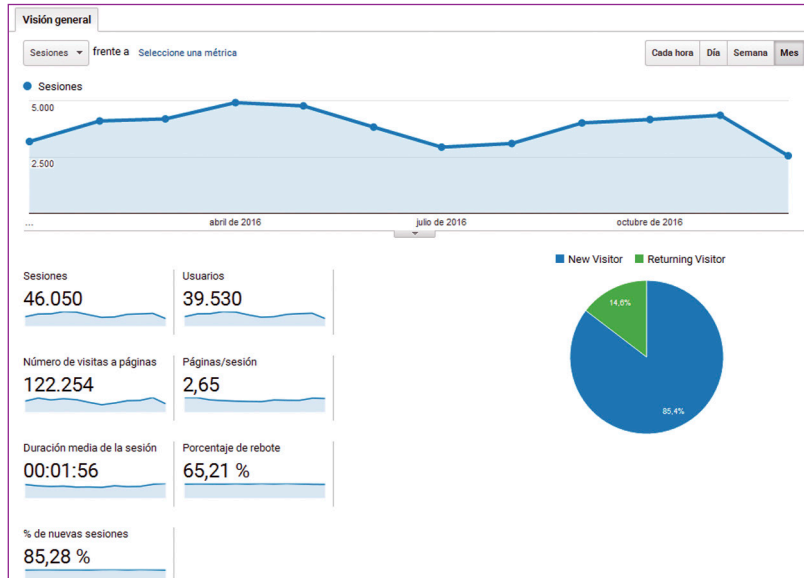 Visión general
Sesiones frente a Seleccione una métrica
Cada hora Día Semana Mes
Sesiones
5.000
2.500
... abril de 2016 julio de 2016 octubre de 2016
New Visitor Returning Visitor
Sesiones Usuarios
46.050 39.530
14,6%
Número de visitas a páginas Páginas/sesión
122.254 2,65
85,4%
Duración media de la sesión Porcentaje de rebote
00:01:56 65,21 %
% de nuevas sesiones
85,28 %